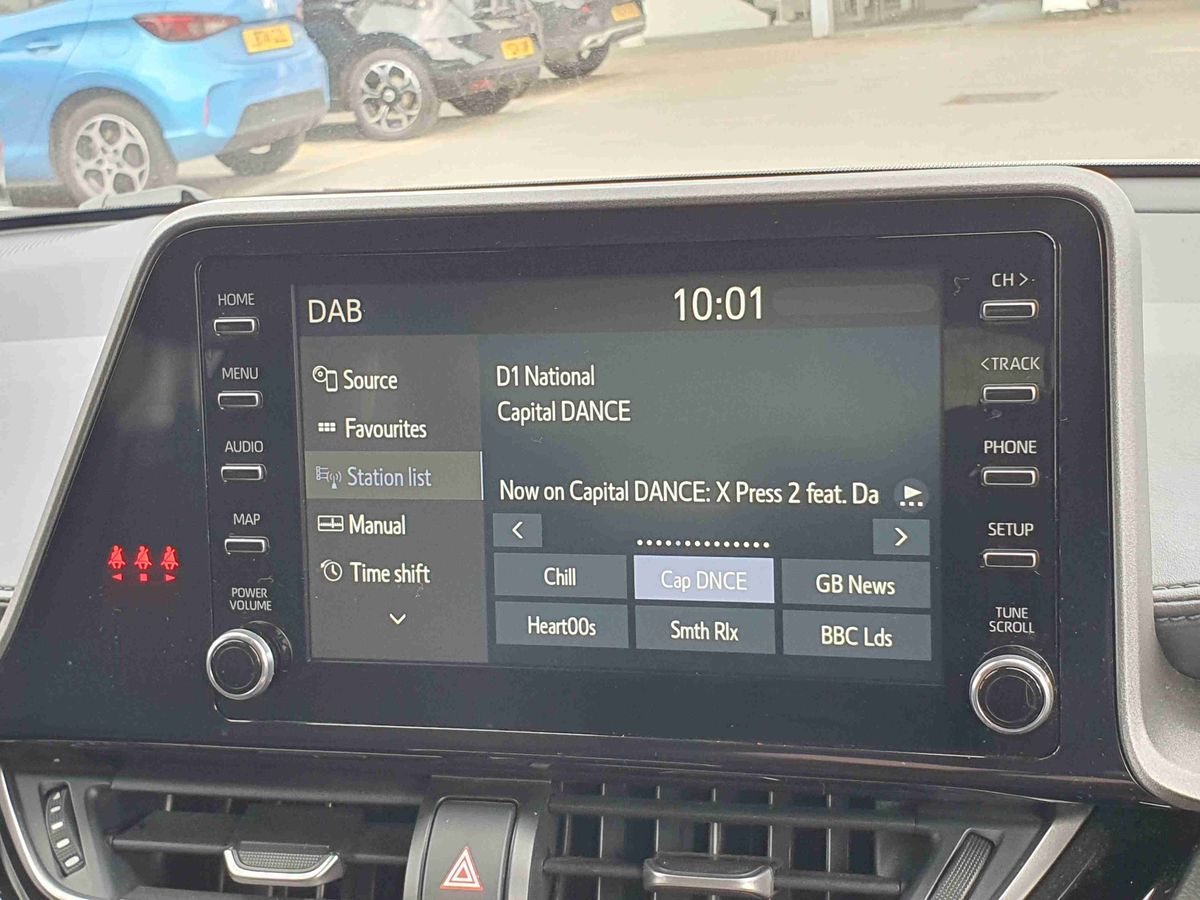 HOME
MENU
AUDIO
MAP
POWER
VOLUME
DAB
10:01
Source
Favourites
Station list
Manual
Time shift
D1 National
Capital DANCE
Now on Capital DANCE: X Press 2 feat. Da
<
>
Chill
Cap DNCE
GB News
Heart00s
Smth Rlx
BBC Lds
CH >
<TRACK
PHONE
SETUP
TUNE
SCROLL